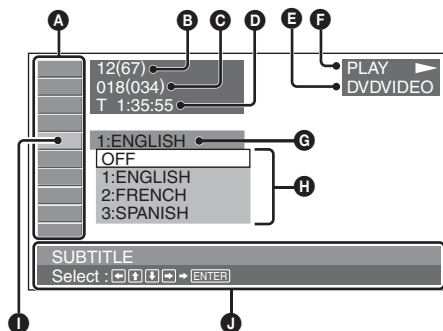 A B C D E F
12(67)
018(034)
T 1:35:55
PLAY
DVDVIDEO
1:ENGLISH G
OFF
1:ENGLISH
2:FRENCH
3:SPANISH
H
SUBTITLE
Select : ←↑↓→ → ENTER
I J